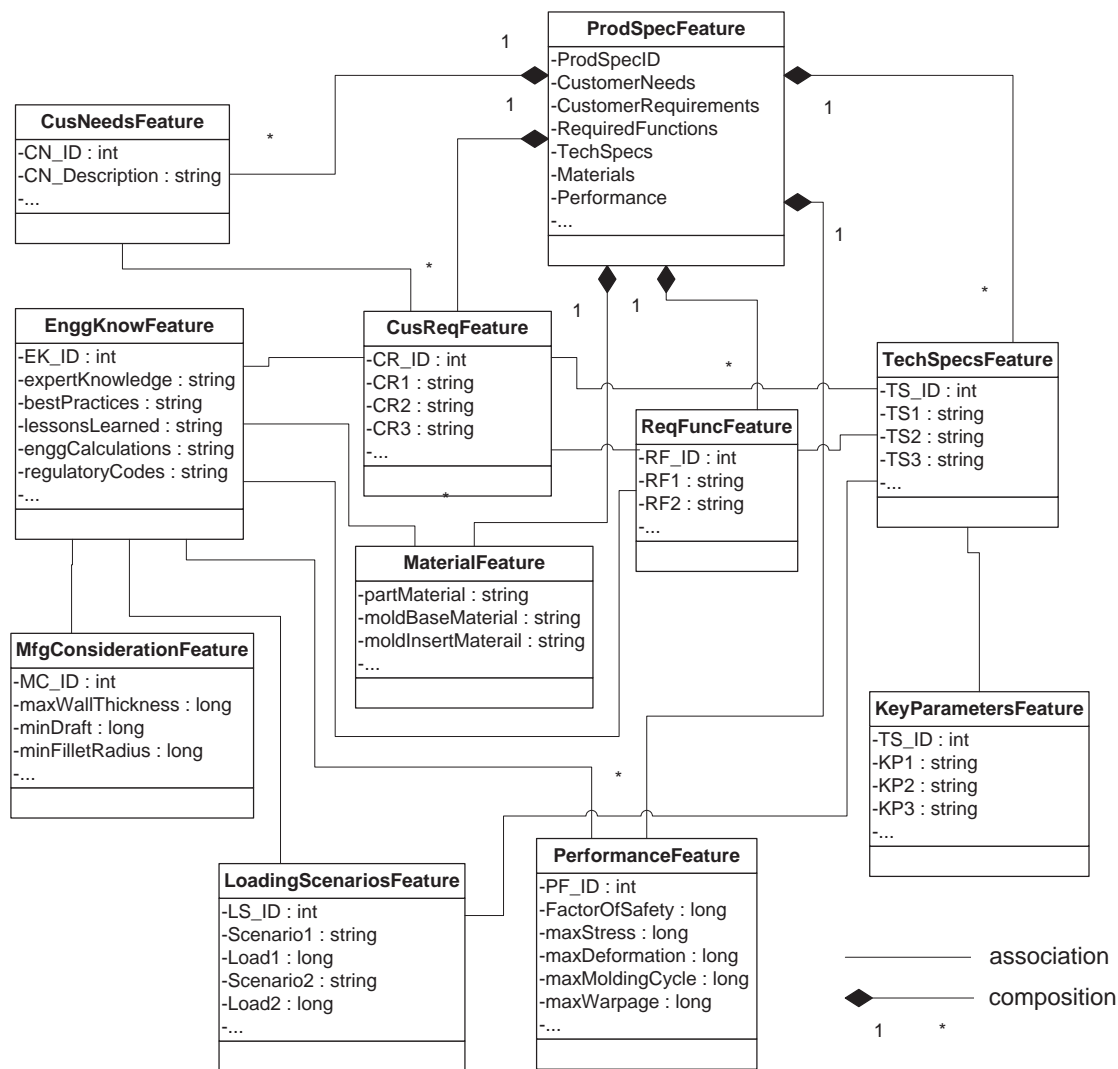 ProdSpecFeature
-ProdSpecID
-CustomerNeeds
-CustomerRequirements
-RequiredFunctions
-TechSpecs
-Materials
-Performance
-...
1
1
1
1
1
1
CusNeedsFeature
-CN_ID : int
-CN_Description : string
-...
*
*
*
*
*
*
EnggKnowFeature
-EK_ID : int
-expertKnowledge : string
-bestPractices : string
-lessonsLearned : string
-enggCalculations : string
-regulatoryCodes : string
-...
CusReqFeature
-CR_ID : int
-CR1 : string
-CR2 : string
-CR3 : string
-...
ReqFuncFeature
-RF_ID : int
-RF1 : string
-RF2 : string
-...
TechSpecsFeature
-TS_ID : int
-TS1 : string
-TS2 : string
-TS3 : string
-...
MaterialFeature
-partMaterial : string
-moldBaseMaterial : string
-moldInsertMaterail : string
-...
MfgConsiderationFeature
-MC_ID : int
-maxWallThickness : long
-minDraft : long
-minFilletRadius : long
-...
KeyParametersFeature
-TS_ID : int
-KP1 : string
-KP2 : string
-KP3 : string
-...
LoadingScenariosFeature
-LS_ID : int
-Scenario1 : string
-Load1 : long
-Scenario2 : string
-Load2 : long
-...
PerformanceFeature
-PF_ID : int
-FactorOfSafety : long
-maxStress : long
-maxDeformation : long
-maxMoldingCycle : long
-maxWarpage : long
-...
association
composition
1 *